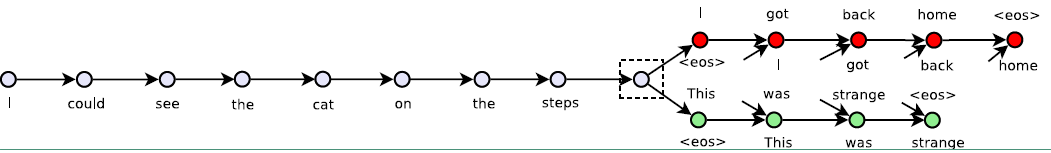 I got back home <eos>
<eos> I got back home
I could see the cat on the steps
This was strange <eos>
<eos> This was strange